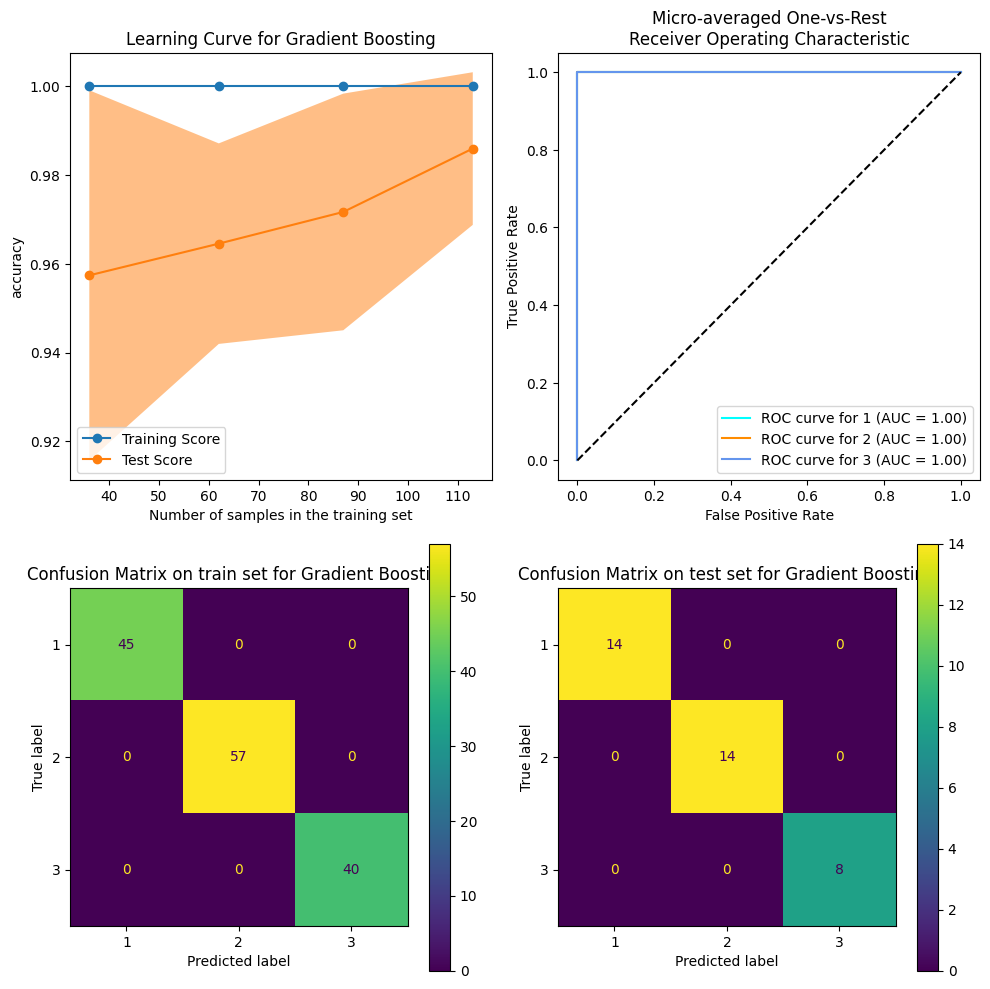 Learning Curve for Gradient Boosting
1.00
0.98
0.96
0.94
0.92
accuracy
Training Score
Test Score
40 50 60 70 80 90 100 110
Number of samples in the training set
Micro-averaged One-vs-Rest
Receiver Operating Characteristic
1.0
0.8
0.6
0.4
0.2
0.0
True Positive Rate
ROC curve for 1 (AUC = 1.00)
ROC curve for 2 (AUC = 1.00)
ROC curve for 3 (AUC = 1.00)
0.0 0.2 0.4 0.6 0.8 1.0
False Positive Rate
Confusion Matrix on train set for Gradient Boosti
1 45 0 0
2 0 57 0
3 0 0 40
True label
1 2 3
Predicted label
50
40
30
20
10
0
Confusion Matrix on test set for Gradient Boostin
1 14 0 0
2 0 14 0
3 0 0 8
True label
1 2 3
Predicted label
14
12
10
8
6
4
2
0